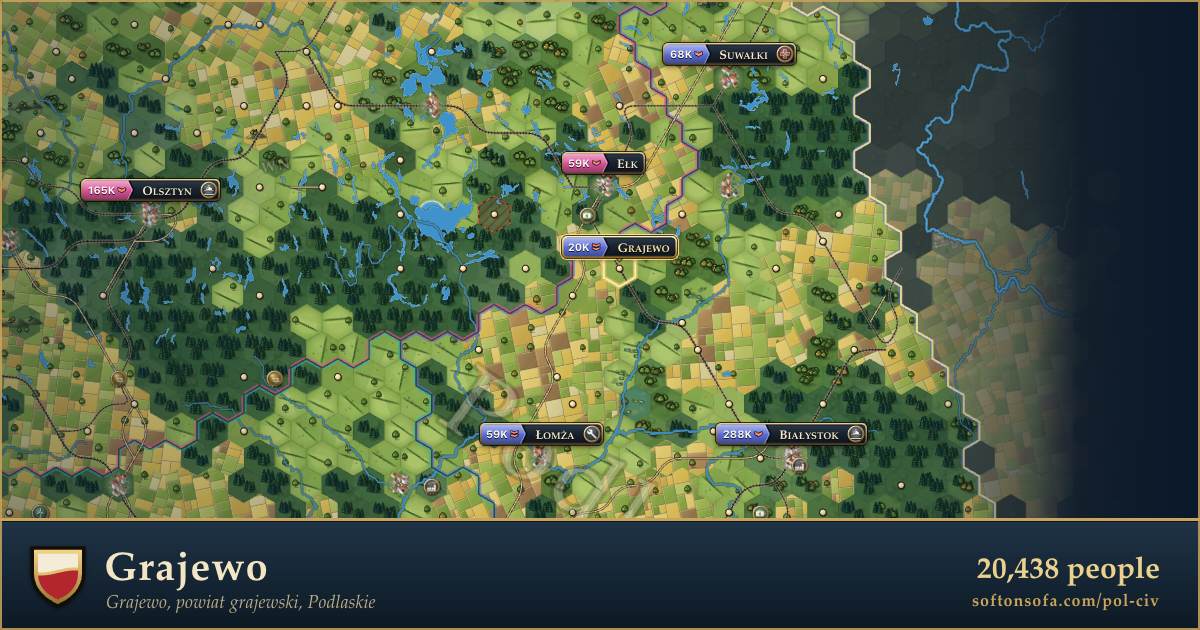 68K Suwałki
59K Ełk
165K Olsztyn
20K Grajewo
59K Łomża
288K Białystok
Podl
Grajewo
20,438 people
Grajewo, powiat grajewski, Podlaskie
softonsofa.com/pol-civ